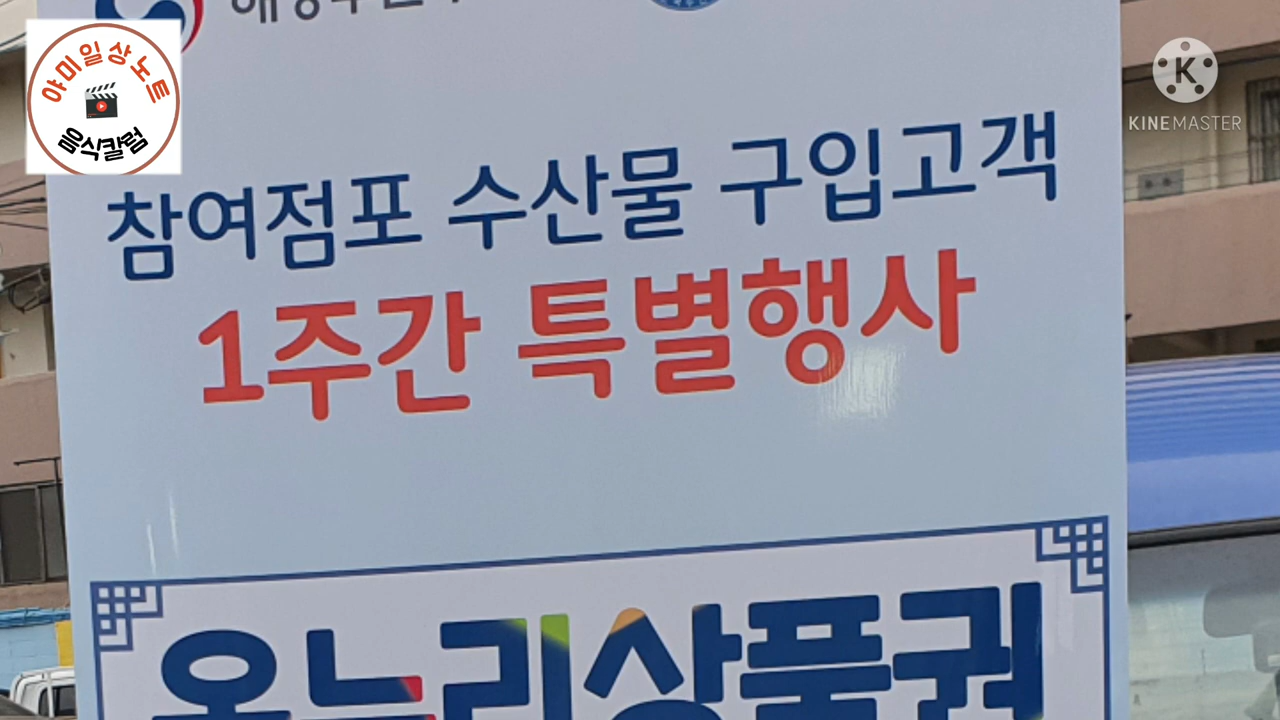 야미일상노트
음식칼럼
KINEMASTER
참여점포 수산물 구입고객
1주간 특별행사
온누리상품권